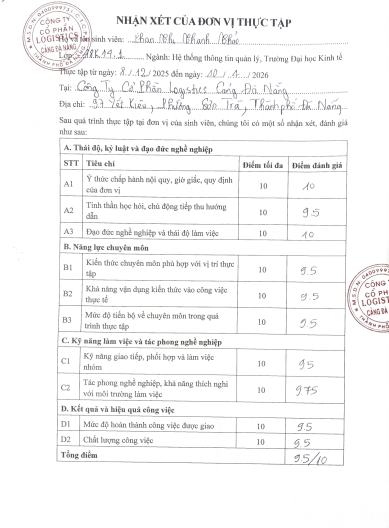 NHẬN XÉT CỦA ĐƠN VỊ THỰC TẬP
CÔNG TY
CỔ PHẦN
LOGISTICS
CẢNG ĐÀ NẴNG
Họ và tên sinh viên: Phan Thị Thanh
Lớp: 48K14.1 Ngành: Hệ thống thông tin quản lý, Trường Đại học Kinh tế
Thực tập từ ngày: 8/12/2025 đến ngày: 10/4/2026
Tại: Công Ty Cổ Phần Logistics Cảng Đà Nẵng
Địa chỉ: 97 Yết Kiêu, Phường Sơn Trà, Thành phố Đà Nẵng
Sau quá trình thực tập tại đơn vị của sinh viên, chúng tôi có một số nhận xét, đánh giá
như sau:
A. Thái độ, kỷ luật và đạo đức nghề nghiệp
STT Tiêu chí Điểm tối đa Điểm đánh giá
A1 Ý thức chấp hành nội quy, giờ giấc, quy định
của đơn vị 10 10
A2 Tinh thần học hỏi, chủ động tiếp thu hướng
dẫn 10 9.5
A3 Đạo đức nghề nghiệp và thái độ làm việc 10 10
B. Năng lực chuyên môn
B1 Kiến thức chuyên môn phù hợp với vị trí thực
tập 10 9.5
B2 Khả năng vận dụng kiến thức vào công việc
thực tế 10 9.5
B3 Mức độ tiến bộ về chuyên môn trong quá
trình thực tập 10 9.5
CÔNG TY
CỔ PH
LOGIST
CẢNG ĐÀ
C. Kỹ năng làm việc và tác phong nghề nghiệp
C1 Kỹ năng giao tiếp, phối hợp và làm việc
nhóm 10 9.5
C2 Tác phong nghề nghiệp, khả năng thích nghi
với môi trường làm việc 10 9.75
D. Kết quả và hiệu quả công việc
D1 Mức độ hoàn thành công việc được giao 10 9.5
D2 Chất lượng công việc 10 9.5
Tổng điểm 9.5/10